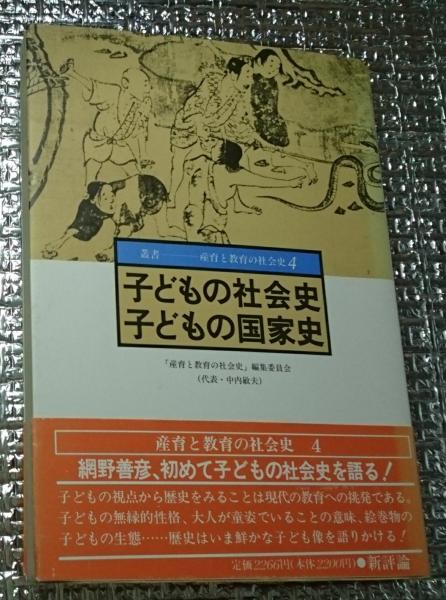 叢書――産育と教育の社会史4
子どもの社会史
子どもの国家史
「産育と教育の社会史」編集委員会
(代表・中内敏夫)
産育と教育の社会史 4
網野善彦、初めて子どもの社会史を語る!
子どもの視点から歴史をみることは現代の教育への挑発である。
子どもの無縁的性格、大人が童姿でいることの意味、絵巻物の
子どもの生態……歴史はいま鮮かな子ども像を語りかける!
定価2266円(本体2200円)●新評論